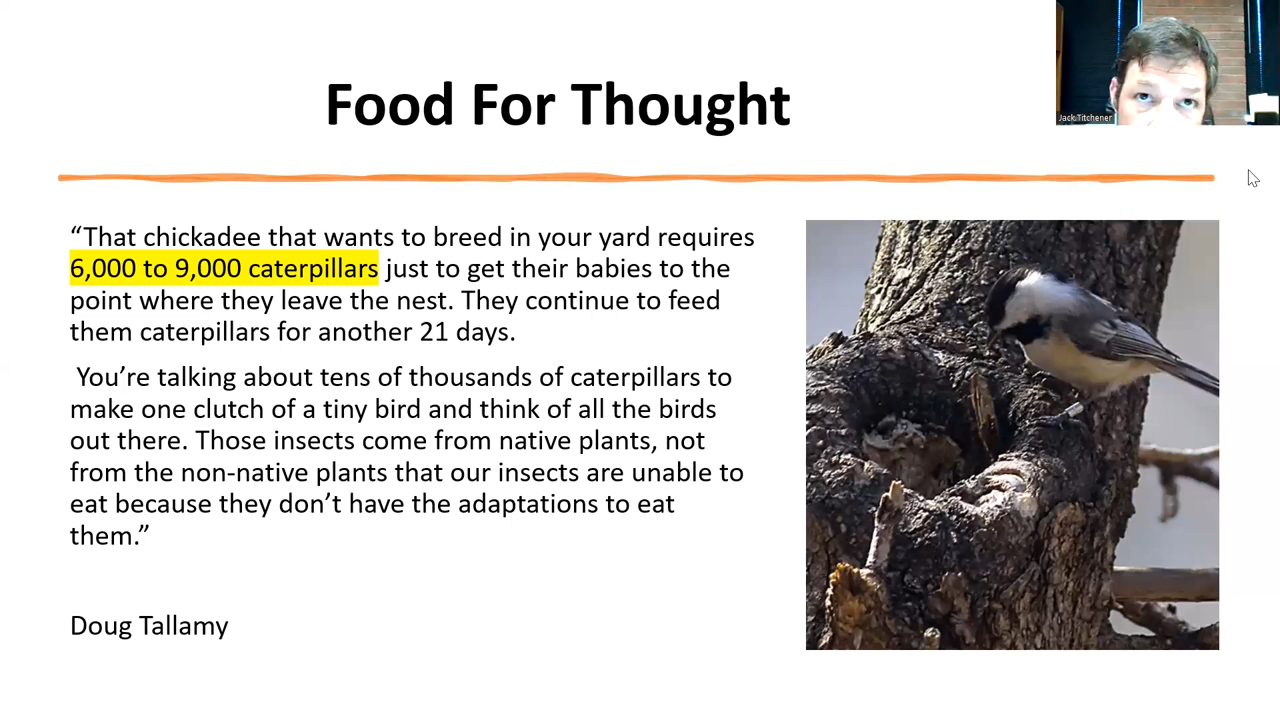 Food For Thought
Jack Titchener
“That chickadee that wants to breed in your yard requires
6,000 to 9,000 caterpillars just to get their babies to the
point where they leave the nest. They continue to feed
them caterpillars for another 21 days.
You’re talking about tens of thousands of caterpillars to
make one clutch of a tiny bird and think of all the birds
out there. Those insects come from native plants, not
from the non-native plants that our insects are unable to
eat because they don’t have the adaptations to eat
them.”
Doug Tallamy